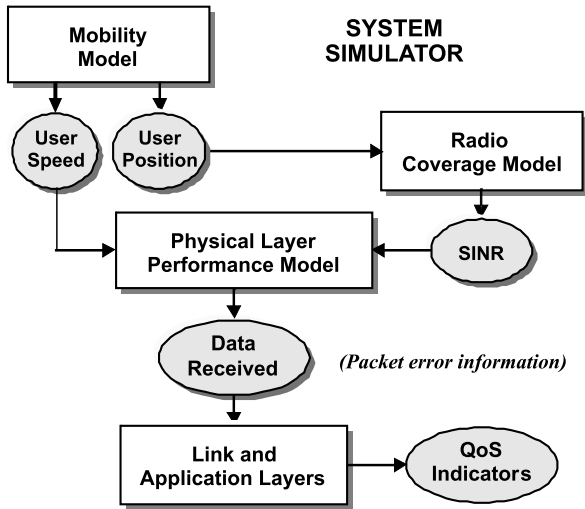 Mobility
Model
SYSTEM
SIMULATOR
User
Speed
User
Position
Radio
Coverage Model
Physical Layer
Performance Model
SINR
Data
Received
(Packet error information)
Link and
Application Layers
QoS
Indicators